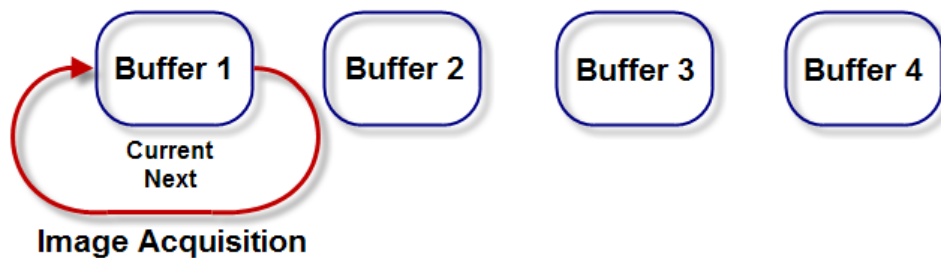 Buffer 1
Buffer 2
Buffer 3
Buffer 4
Current
Next
Image Acquisition